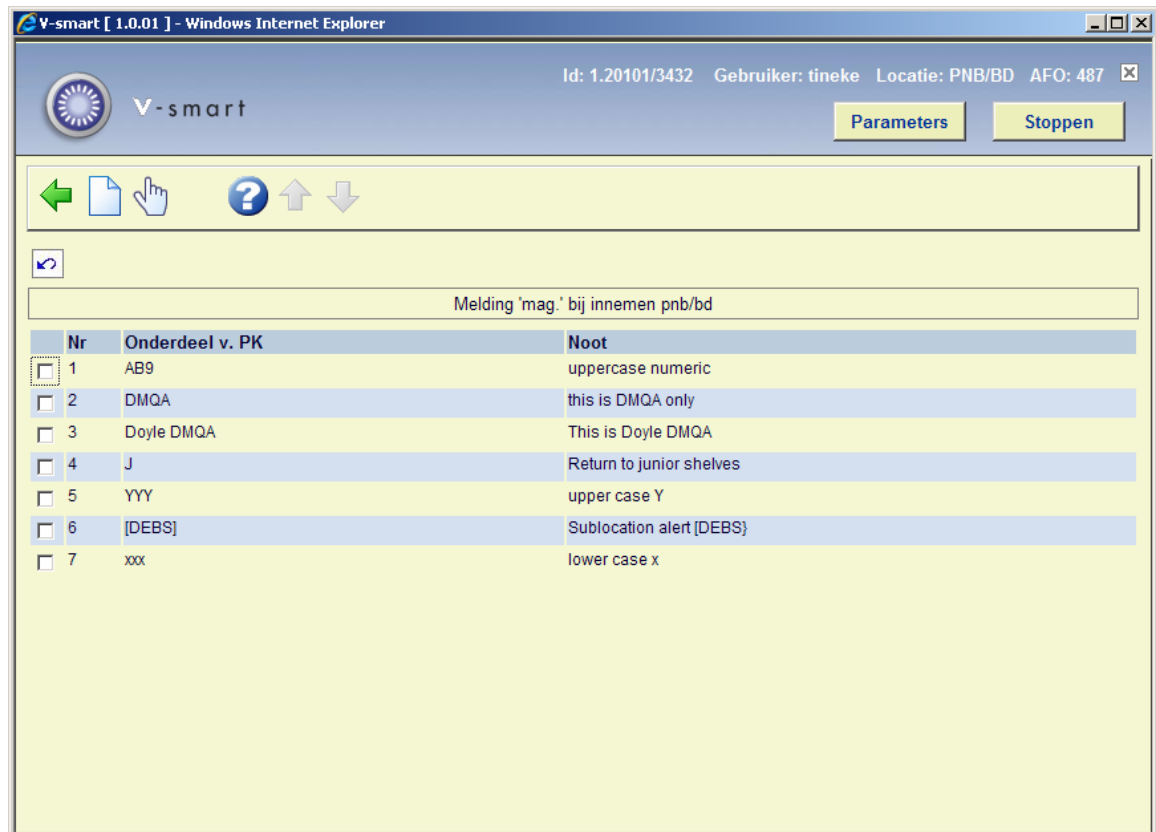 V-smart [ 1.0.01 ] - Windows Internet Explorer
Id: 1.20101/3432 Gebruiker: tineke Locatie: PNB/BD AFO: 487
V-smart
Parameters Stoppen
?
Melding 'mag.' bij innemen pnb/bd
Nr Onderdeel v. PK Noot
1 AB9 uppercase numeric
2 DMQA this is DMQA only
3 Doyle DMQA This is Doyle DMQA
4 J Return to junior shelves
5 YYY upper case Y
6 [DEBS] Sublocation alert [DEBS}
7 xxx lower case x